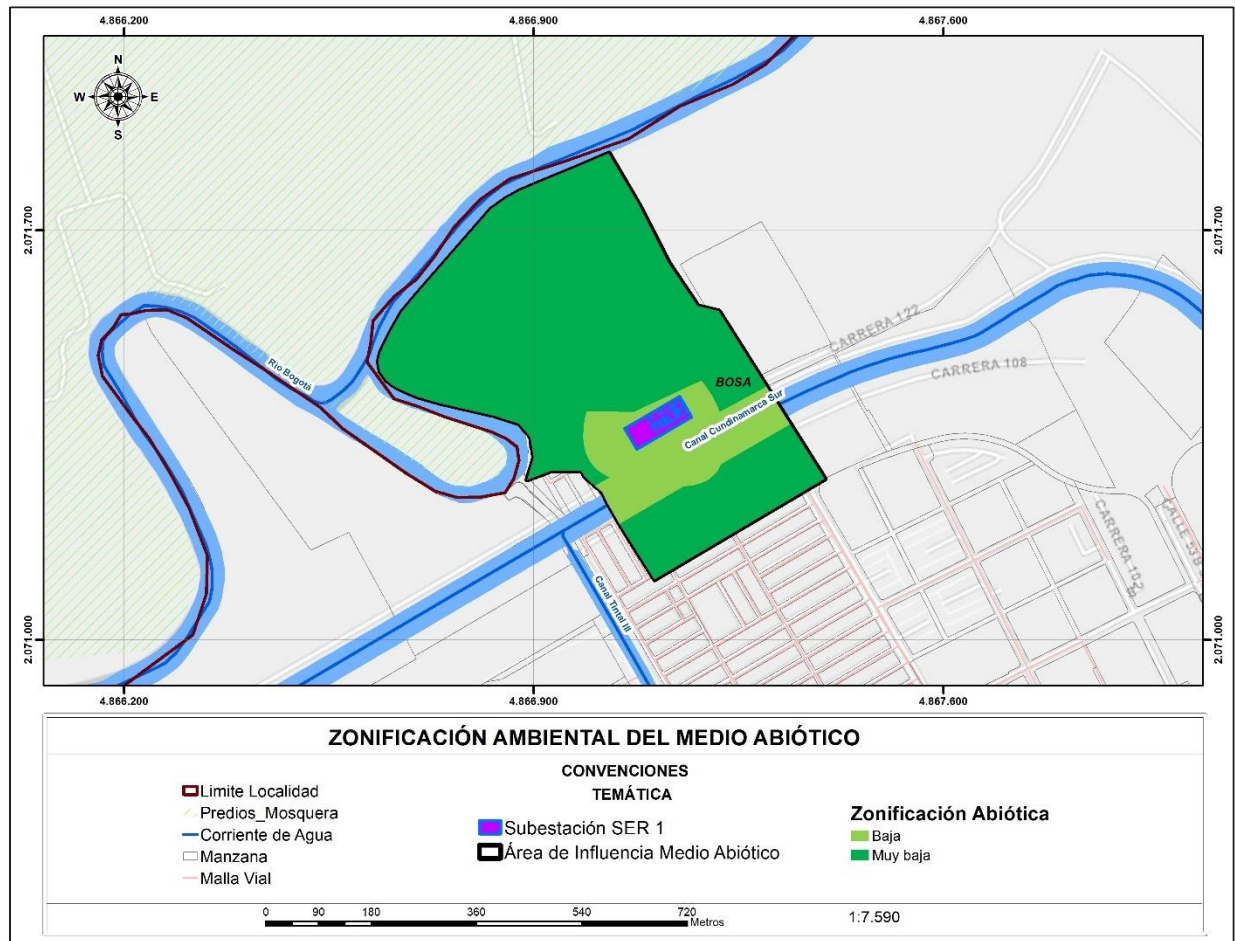 4.866.200
4.866.900
4.867.600
N
W
E
S
2.071.700
2.071.700
CARRERA 122
Río Bogotá
CARRERA 108
BOSA
Canal Cundinamarca Sur
CARRERA 102
CALLE 53B S
Canal Tintal III
2.071.000
2.071.000
4.866.200
4.866.900
4.867.600
ZONIFICACIÓN AMBIENTAL DEL MEDIO ABIÓTICO
CONVENCIONES
TEMÁTICA
Limite Localidad
Predios_Mosquera
Corriente de Agua
Manzana
Malla Vial
Subestación SER 1
Área de Influencia Medio Abiótico
Zonificación Abiótica
Baja
Muy baja
0 90 180 360 540 720
Metros
1:7.590